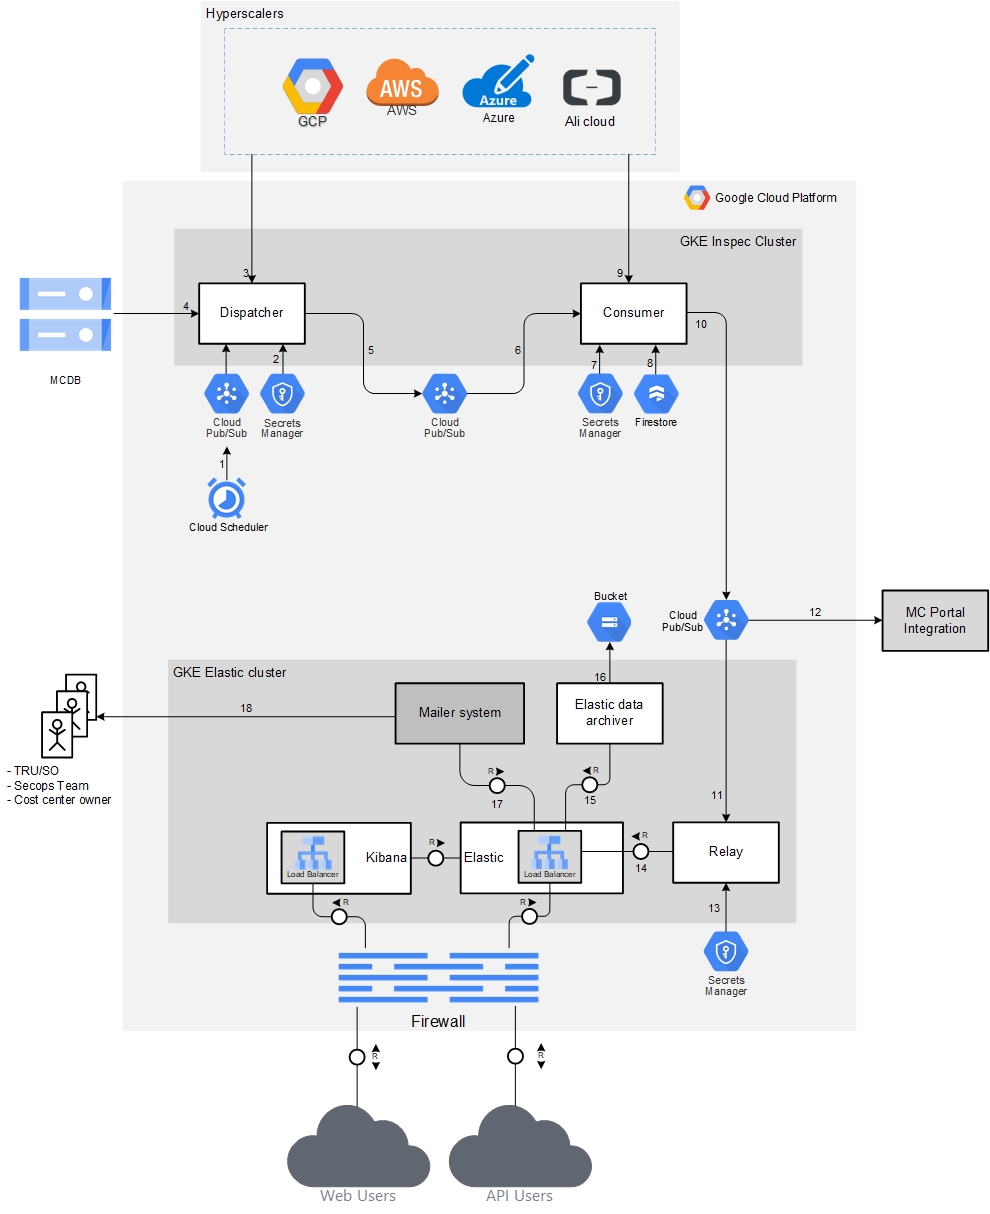 Hyperscalers
AWS
Azure
GCP
AWS
Azure
Ali cloud
Google Cloud Platform
GKE Inspec Cluster
3
9
4
Dispatcher
Consumer
10
5
6
2
7
8
MCDB
Cloud
Pub/Sub
Secrets
Manager
Cloud
Pub/Sub
Secrets
Manager
Firestore
1
Cloud Scheduler
Bucket
Cloud
Pub/Sub
12
MC Portal
Integration
GKE Elastic cluster
16
18
Mailer system
Elastic data
archiver
- TRU/SO
- Secops Team
- Cost center owner
R
R
17
15
11
Load Balancer
Kibana
R
Elastic
Load Balancer
R
14
Relay
R
R
13
Secrets
Manager
Firewall
R
R
Web Users
API Users